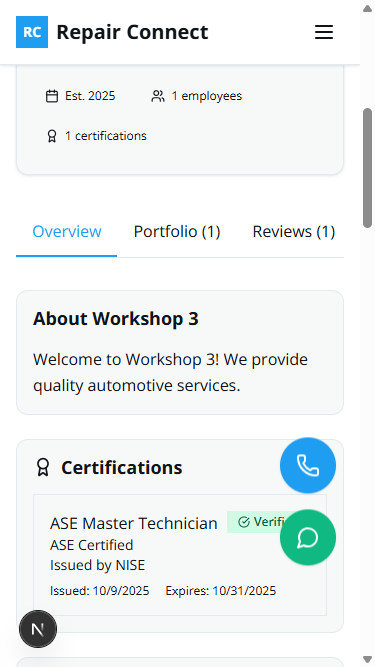 RC Repair Connect
Est. 2025 1 employees
1 certifications
Overview Portfolio (1) Reviews (1)
About Workshop 3
Welcome to Workshop 3! We provide
quality automotive services.
Certifications
ASE Master Technician
ASE Certified
Issued by NISE
Issued: 10/9/2025 Expires: 10/31/2025
N